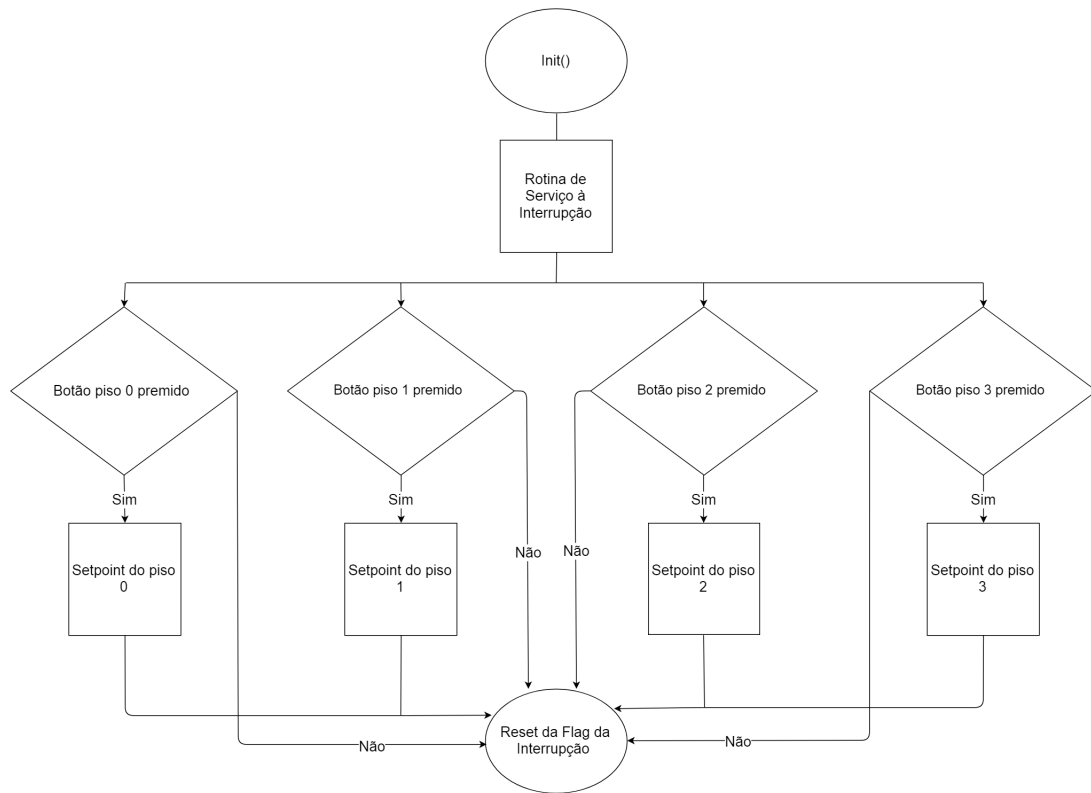 Init()
Rotina de
Serviço à
Interrupção
Botão piso 0 premido
Botão piso 1 premido
Botão piso 2 premido
Botão piso 3 premido
Sim
Sim
Sim
Sim
Setpoint do piso
0
Setpoint do piso
1
Setpoint do piso
2
Setpoint do piso
3
Não
Não
Reset da Flag da
Interrupção
Não
Não